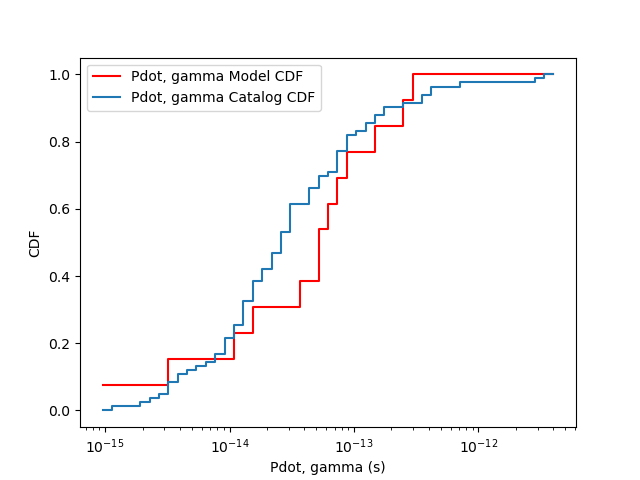 Pdot, gamma Model CDF
Pdot, gamma Catalog CDF
1.0
0.8
0.6
0.4
0.2
0.0
CDF
10⁻¹⁵ 10⁻¹⁴ 10⁻¹³ 10⁻¹²
Pdot, gamma (s)